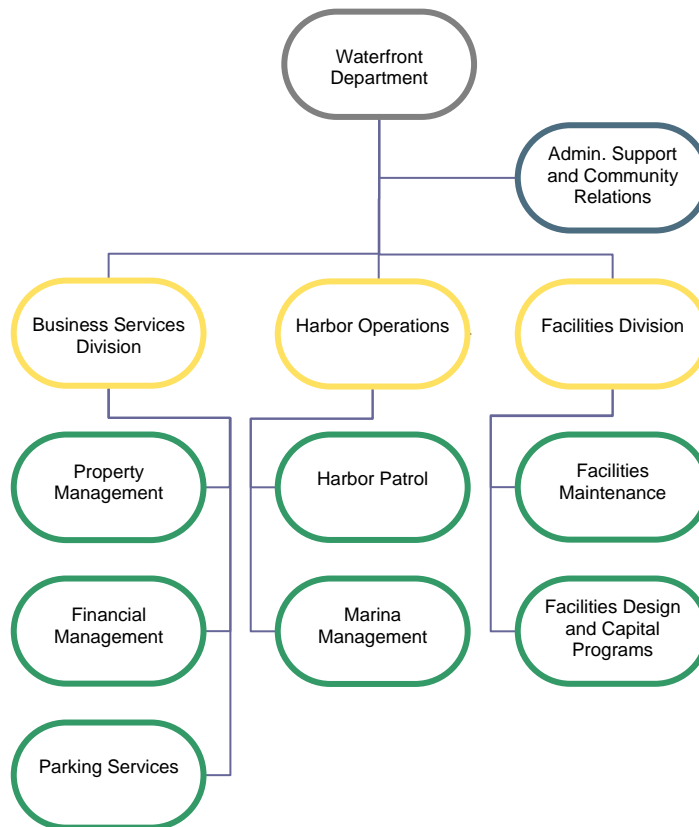 Waterfront
Department
Admin. Support
and Community
Relations
Business Services
Division
Harbor Operations
Facilities Division
Property
Management
Harbor Patrol
Facilities
Maintenance
Financial
Management
Marina
Management
Facilities Design
and Capital
Programs
Parking Services